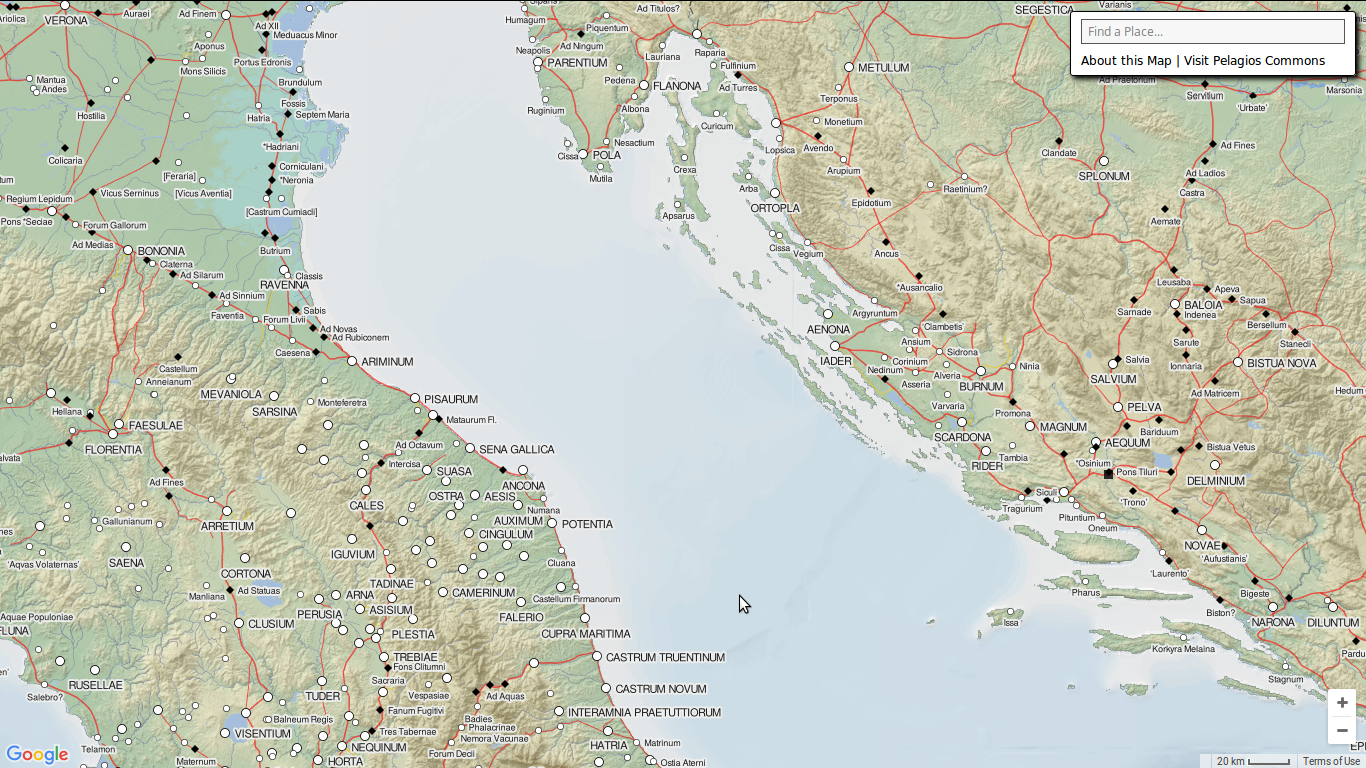 VERONA
Auraei
Ad Finem
Ad XII
Meduacus Minor
Aponus
Portus Edronis
Mons Silicis
Mantua
Andes
Brundulum
Hostilia
Fossis
Septem Maria
Hatria
*Hadriani
Colicaria
Corniculani
[Feraria]
*Neronia
Vicus Serninus
[Vicus Aventia]
Regium Lepidum
[Castrum Cumiacli]
Pons *Seciae
Forum Gallorum
Ad Medias
BONONIA
Butrium
Claterna
Ad Silarum
Classis
RAVENNA
Ad Sinnium
Sabis
Faventia
Forum Livii
Ad Novas
Ad Rubiconem
Caesena
ARIMINUM
Castellum
Anneianum
MEVANIOLA
SARSINA
Monteferetra
PISAURUM
Hellana
Mataurum Fl.
FAESULAE
FLORENTIA
Ad Octavum
SENA GALLICA
Intercisa
SUASA
Ad Fines
ANCONA
CALES
OSTRA
AESIS
Numana
Gallunianum
ARRETIUM
AUXIMUM
POTENTIA
CINGULUM
IGUVIUM
SAENA
'Aqvas Volaternas'
Cluana
CORTONA
TADINAE
Ad Statuas
Manliana
CAMERINUM
Castellum Firmanorum
ARNA
PERUSIA
ASISIUM
FALERIO
Aquae Populoniae
CLUSIUM
PLESTIA
CUPRA MARITIMA
TREBIAE
Fons Clitumni
CASTRUM TRUENTINUM
Sacraria
RUSELLAE
Salebro?
TUDER
Vespasiae
Ad Aquas
CASTRUM NOVUM
Fanum Fugitivi
Balneum Regis
Badies
Phalacrinae
INTERAMNIA PRAETUTTIORUM
VISENTIUM
Tres Tabernae
Nemora Vacunae
NEQUINUM
HATRIA
Matrinum
Telamon
Maternum
HORTA
Forum Decii
Ostia Aterni
Humagum
Ad Titulos?
Piquentum
Neapolis
Ad Ningum
Lauriana
Raparia
PARENTIUM
Pedena
Fulfinium
FLANONA
Ad Turres
Ruginium
Albona
Curicum
Nesactium
Cissa
POLA
Crexa
Mutila
Apsarus
Arba
ORTOPLA
Cissa
Vegium
Lopsica
SEGESTICA
Varianis
METULUM
Terponus
Monetium
Avendo
Arupium
Epidotium
Raetinium?
Ancus
*Ausancalio
Argyruntum
Clambetis'
AENONA
Ansium
IADER
Corinium
Sidrona
Nedinum
Alveria
Asseria
BURNUM
Ninia
Varvaria
Promona
SCARDONA
MAGNUM
RIDER
Tambia
Siculi
Tragurium
Pituntium
Oneum
Clandate
SPLONUM
Ad Praetorium
Servitium
'Urbate'
Marsonia
Ad Fines
Ad Ladios
Castra
Aemate
Leusaba
Apeva
Sarnade
BALOIA
Indenea
Sapua
Bersellum
Sarute
Stanecli
Salvia
Ionnaria
BISTUA NOVA
SALVIUM
Ad Matricem
Hedum
PELVA
Bariduum
AEQUUM
Bistua Vetus
'Osinium
Pons Tiluri
DELMINIUM
'Trono'
NOVAE
'Aufustianis'
'Laurento'
Pharus
Bigeste
Issa
Biston?
NARONA
DILUNTUM
Korkyra Melaina
Stagnum
Find a Place...
About this Map | Visit Pelagios Commons
+
−
Google
20 km
Terms of Use